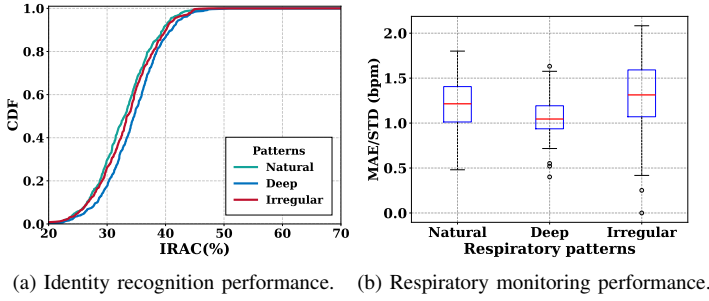 1.0
0.8
0.6
0.4
0.2
0.0
CDF
20 30 40 50 60 70
IRAC(%)
Patterns
Natural
Deep
Irregular
2.0
1.5
1.0
0.5
0.0
MAE/STD (bpm)
Natural Deep Irregular
Respiratory patterns
(a) Identity recognition performance.
(b) Respiratory monitoring performance.